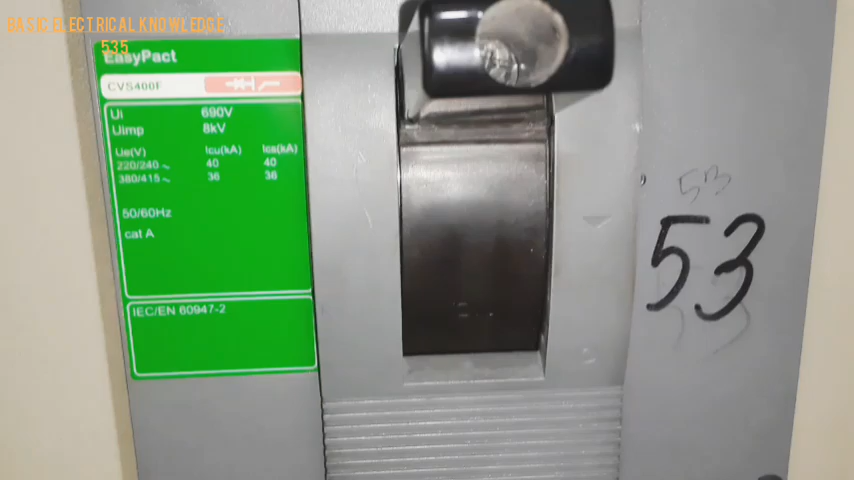 BASIC ELECTRICAL KNOWLEDGE
535
EasyPact
CVS400F
Ui 690V
Uimp 8kV
Ue(V) Icu(kA) Ics(kA)
220/240 ~ 40 40
380/415 ~ 36 36
50/60Hz
cat A
IEC/EN 60947-2
53
53